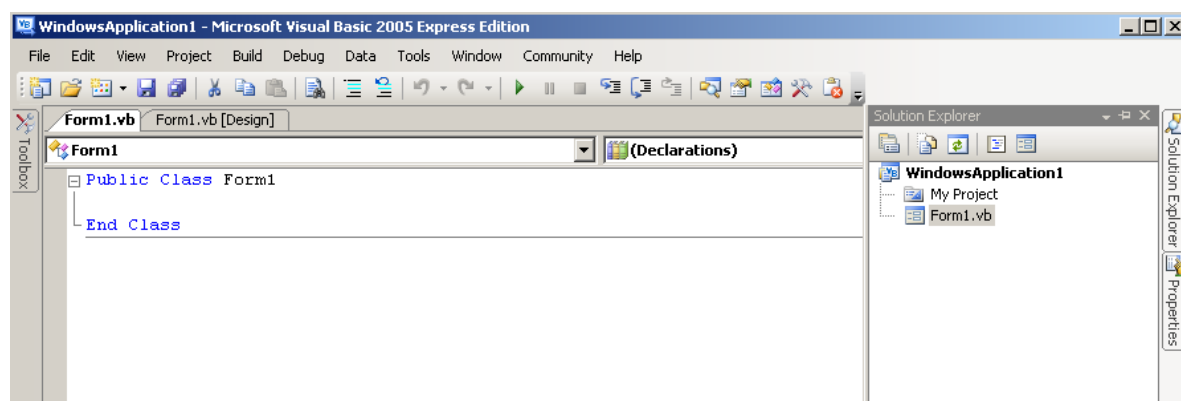 WindowsApplication1 - Microsoft Visual Basic 2005 Express Edition
File Edit View Project Build Debug Data Tools Window Community Help
Form1.vb Form1.vb [Design]
Solution Explorer
Form1 (Declarations)
Toolbox
Public Class Form1
End Class
WindowsApplication1
My Project
Form1.vb
Solution Explorer
Properties